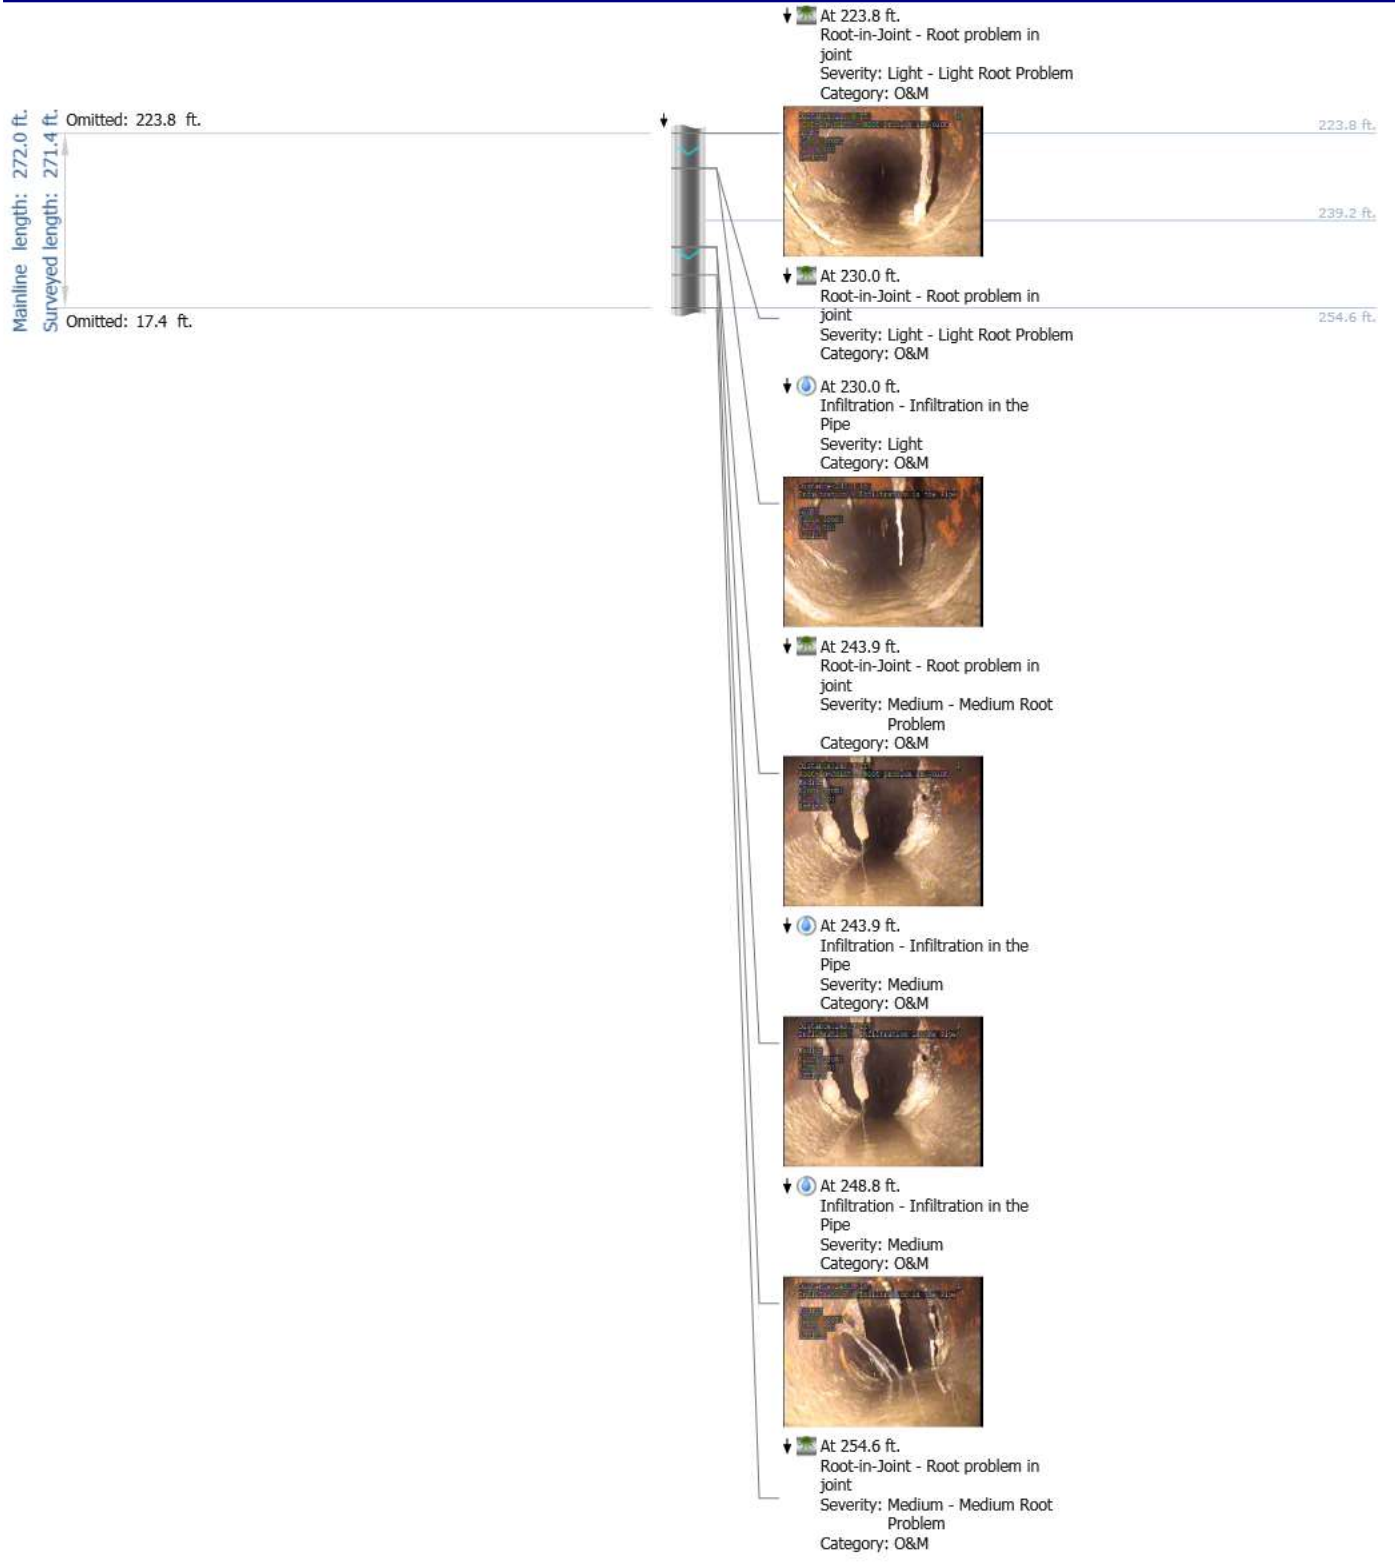 Mainline length: 272.0 ft.
Surveyed length: 271.4 ft.
Omitted: 223.8 ft.
Omitted: 17.4 ft.
At 223.8 ft.
Root-in-Joint - Root problem in
joint
Severity: Light - Light Root Problem
Category: O&M
223.8 ft.
239.2 ft.
254.6 ft.
At 230.0 ft.
Root-in-Joint - Root problem in
joint
Severity: Light - Light Root Problem
Category: O&M
At 230.0 ft.
Infiltration - Infiltration in the
Pipe
Severity: Light
Category: O&M
At 243.9 ft.
Root-in-Joint - Root problem in
joint
Severity: Medium - Medium Root
Problem
Category: O&M
At 243.9 ft.
Infiltration - Infiltration in the
Pipe
Severity: Medium
Category: O&M
At 248.8 ft.
Infiltration - Infiltration in the
Pipe
Severity: Medium
Category: O&M
At 254.6 ft.
Root-in-Joint - Root problem in
joint
Severity: Medium - Medium Root
Problem
Category: O&M